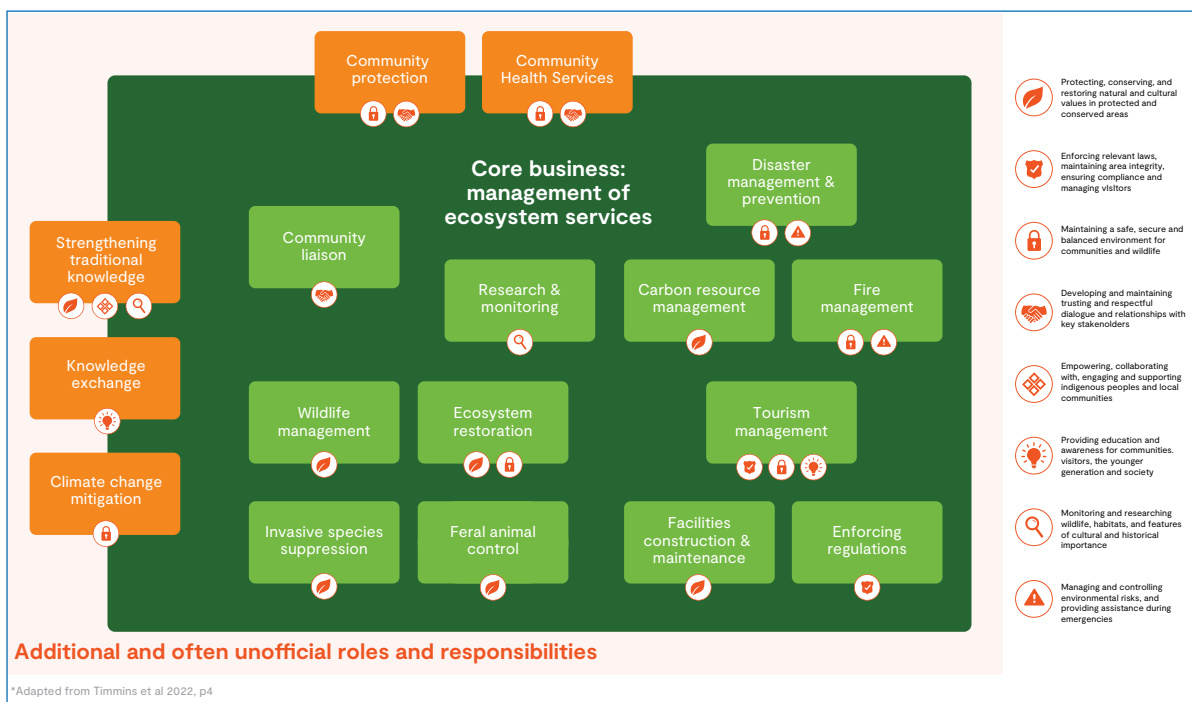 Community
protection
Community
Health Services
Core business:
management of
ecosystem services
Disaster
management &
prevention
Community
liaison
Strengthening
traditional
knowledge
Research &
monitoring
Carbon resource
management
Fire
management
Knowledge
exchange
Wildlife
management
Ecosystem
restoration
Tourism
management
Climate change
mitigation
Invasive species
suppression
Feral animal
control
Facilities
construction &
maintenance
Enforcing
regulations
Additional and often unofficial roles and responsibilities
*Adapted from Timmins et al 2022, p4
Protecting, conserving, and
restoring natural and cultural
values in protected and
conserved areas
Enforcing relevant laws,
maintaining area integrity,
ensuring compliance and
managing visitors
Maintaining a safe, secure and
balanced environment for
communities and wildlife
Developing and maintaining
trusting and respectful
dialogue and relationships with
key stakeholders
Empowering, collaborating
with, engaging and supporting
indigenous peoples and local
communities
Providing education and
awareness for communities.
visitors, the younger
generation and society
Monitoring and researching
wildlife, habitats, and features
of cultural and historical
importance
Managing and controlling
environmental risks, and
providing assistance during
emergencies